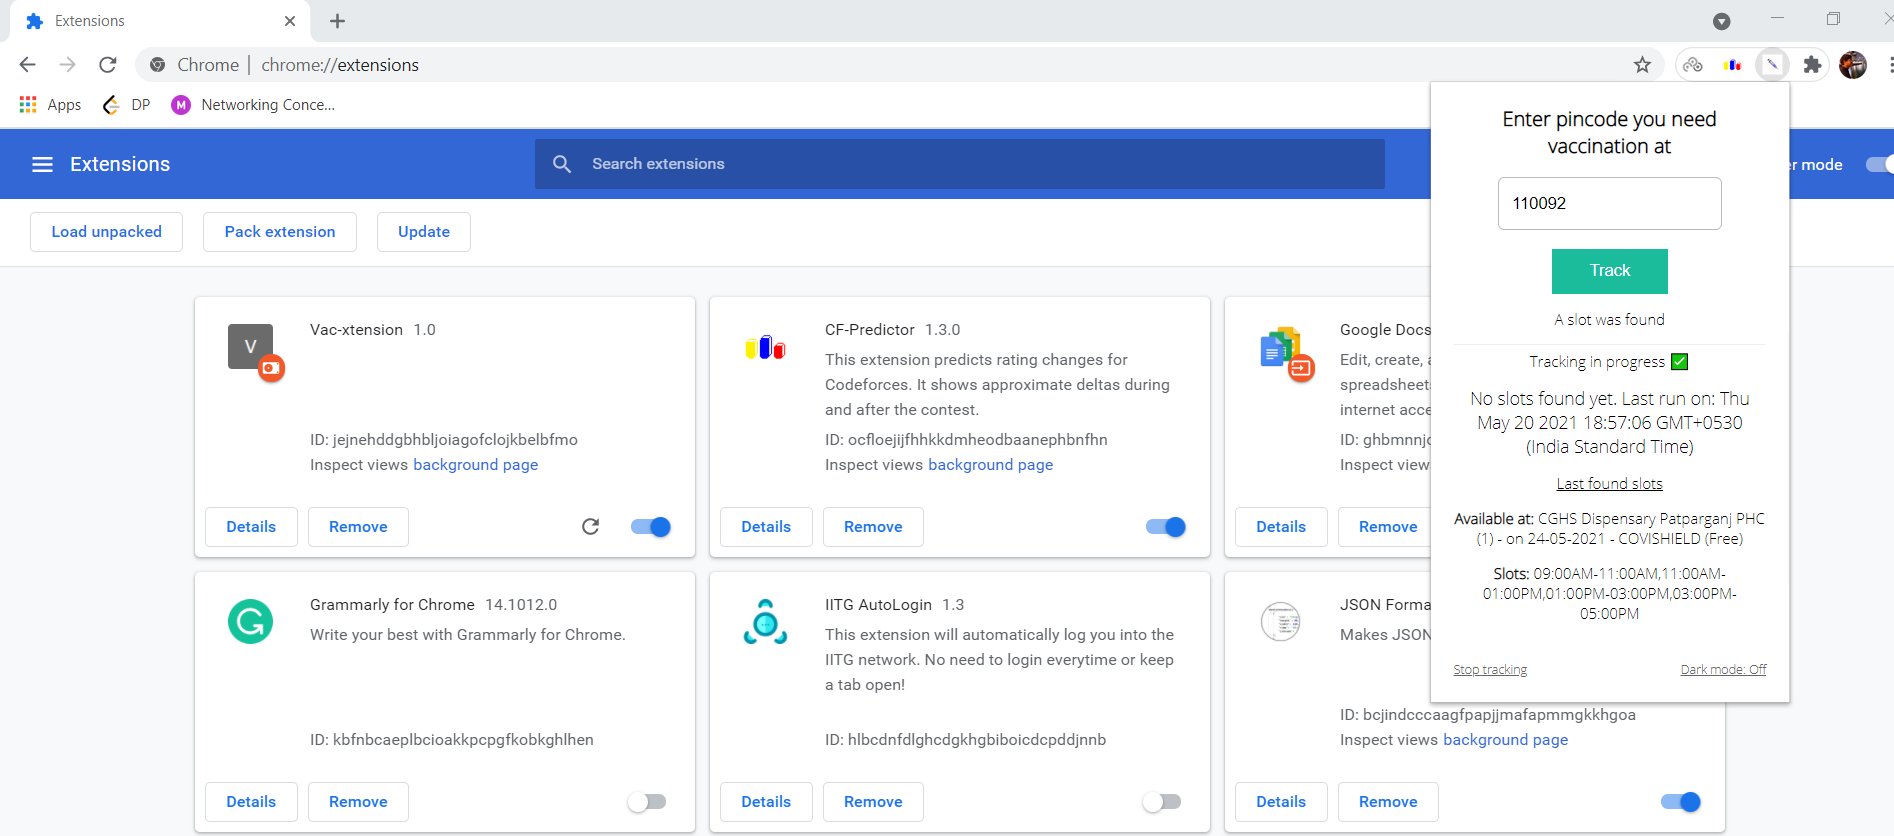 Extensions
Chrome | chrome://extensions
Apps DP M Networking Conce...
Extensions
Search extensions
er mode
Load unpacked
Pack extension
Update
V
Vac-xtension 1.0
ID: jejnehddgbhbljoiagofclojkbelbfmo
Inspect views background page
Details
Remove
CF-Predictor 1.3.0
This extension predicts rating changes for
Codeforces. It shows approximate deltas during
and after the contest.
ID: ocfloejijfhhkkdmheodbaanephbnfhn
Inspect views background page
Details
Remove
Google Docs
Edit, create, a
spreadsheets
internet acce
ID: ghbmnnjo
Inspect view
Details
Remove
Grammarly for Chrome 14.1012.0
Write your best with Grammarly for Chrome.
ID: kbfnbcaeplbcioakkpcpgfkobkghlhen
Details
Remove
IITG AutoLogin 1.3
This extension will automatically log you into the
IITG network. No need to login everytime or keep
a tab open!
ID: hlbcdnfdlghcdgkhgbiboicdcpddjnnb
Details
Remove
JSON Forma
Makes JSON
ID: bcjindcccaagfpapjjmafapmmgkkhgoa
Inspect views background page
Details
Remove
Enter pincode you need
vaccination at
110092
Track
A slot was found
Tracking in progress ✅
No slots found yet. Last run on: Thu
May 20 2021 18:57:06 GMT+0530
(India Standard Time)
Last found slots
Available at: CGHS Dispensary Patparganj PHC
(1) - on 24-05-2021 - COVISHIELD (Free)
Slots: 09:00AM-11:00AM,11:00AM-
01:00PM,01:00PM-03:00PM,03:00PM-
05:00PM
Stop tracking
Dark mode: Off